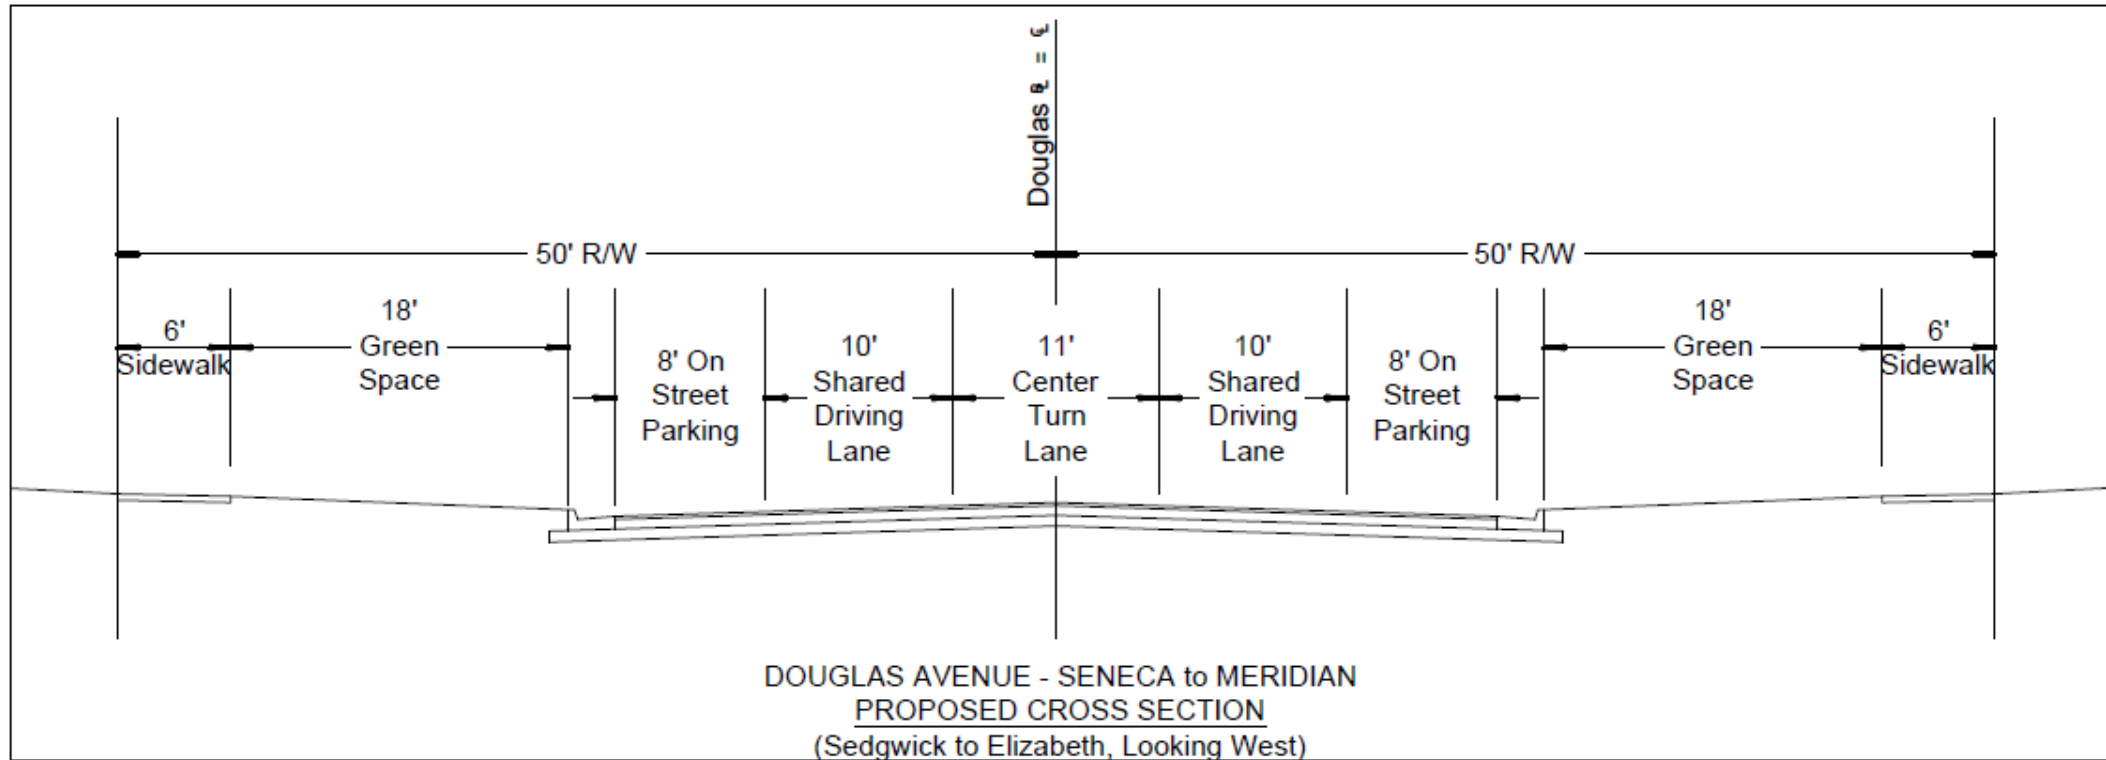 Douglas ℄ = ℄
50' R/W
50' R/W
6'
Sidewalk
18'
Green
Space
8' On
Street
Parking
10'
Shared
Driving
Lane
11'
Center
Turn
Lane
10'
Shared
Driving
Lane
8' On
Street
Parking
18'
Green
Space
6'
Sidewalk
DOUGLAS AVENUE - SENECA to MERIDIAN
PROPOSED CROSS SECTION
(Sedgwick to Elizabeth, Looking West)